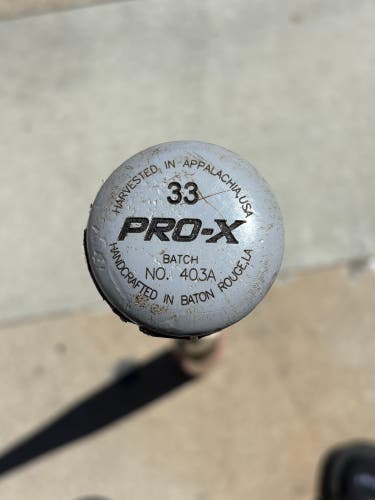 HARVESTED IN APPALACHIA, USA
33
PRO-X
BATCH
NO. 403A
HANDCRAFTED IN BATON ROUGE, LA